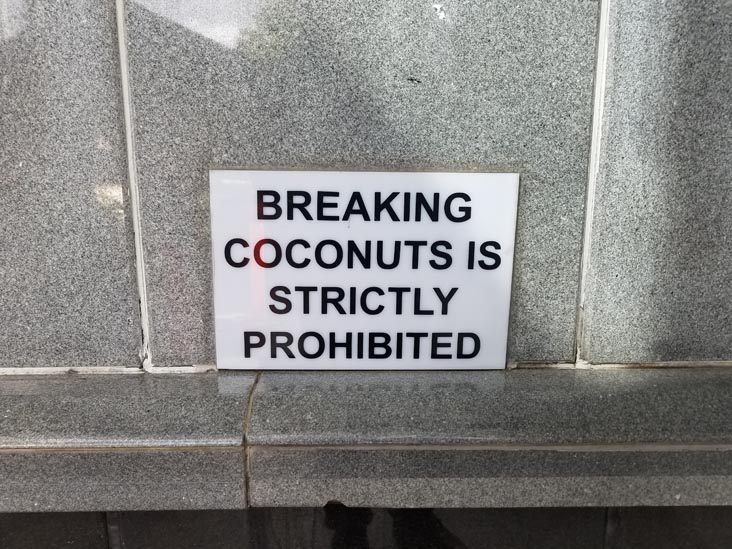 BREAKING
COCONUTS IS
STRICTLY
PROHIBITED